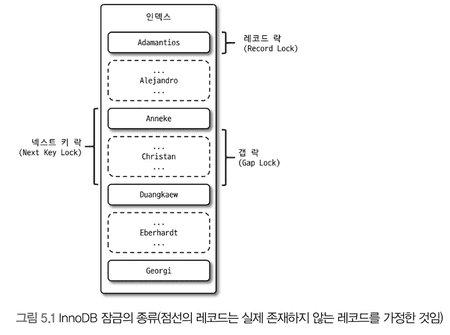 인덱스
Adamantios
레코드 락
(Record Lock)
...
Alejandro
...
Anneke
넥스트 키 락
(Next Key Lock)
...
Christan
...
갭 락
(Gap Lock)
Duangkaew
...
Eberhardt
...
Georgi
그림 5.1 InnoDB 잠금의 종류(점선의 레코드는 실제 존재하지 않는 레코드를 가정한 것임)